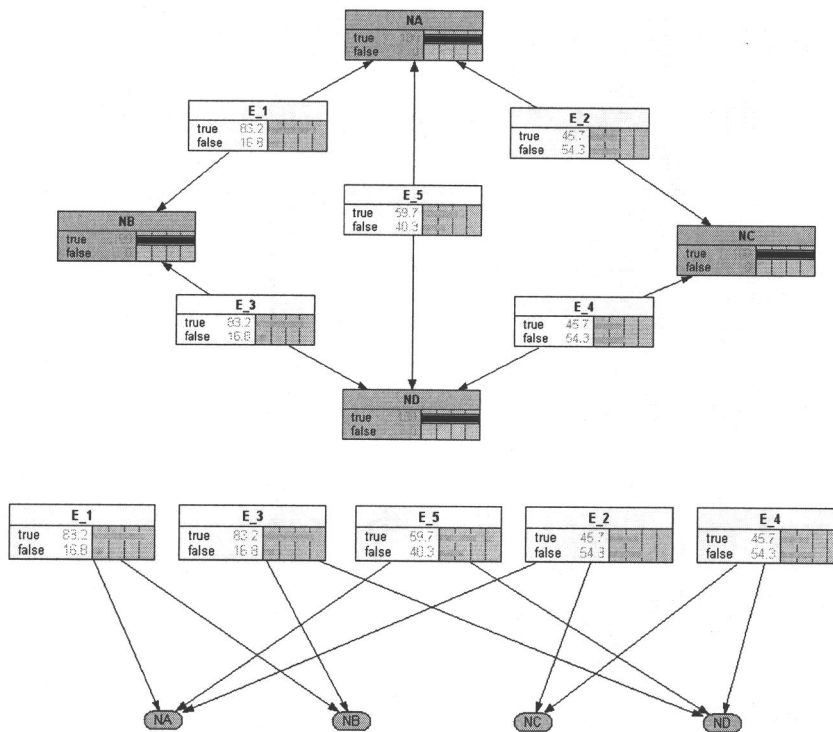 NA
true
false
E_1
true 83.2
false 16.8
E_2
true 45.7
false 54.3
E_5
true 59.7
false 40.3
NB
true
false
NC
true
false
E_3
true 83.2
false 16.8
E_4
true 45.7
false 54.3
ND
true
false
E_1
true 83.2
false 16.8
E_3
true 83.2
false 16.8
E_5
true 59.7
false 40.3
E_2
true 45.7
false 54.3
E_4
true 45.7
false 54.3
NA
NB
NC
ND